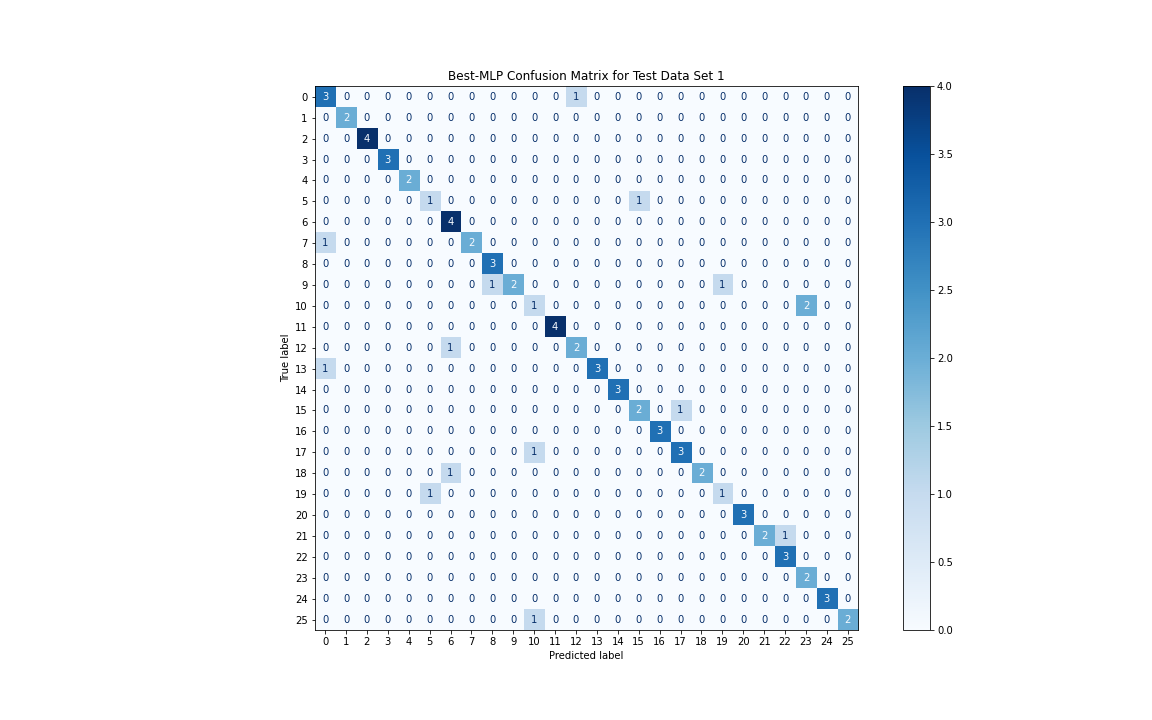 Best-MLP Confusion Matrix for Test Data Set 1
0 3 0 0 0 0 0 0 0 0 0 0 0 1 0 0 0 0 0 0 0 0 0 0 0 0 0
1 0 2 0 0 0 0 0 0 0 0 0 0 0 0 0 0 0 0 0 0 0 0 0 0 0 0
2 0 0 4 0 0 0 0 0 0 0 0 0 0 0 0 0 0 0 0 0 0 0 0 0 0 0
3 0 0 0 3 0 0 0 0 0 0 0 0 0 0 0 0 0 0 0 0 0 0 0 0 0 0
4 0 0 0 0 2 0 0 0 0 0 0 0 0 0 0 0 0 0 0 0 0 0 0 0 0 0
5 0 0 0 0 0 1 0 0 0 0 0 0 0 0 0 1 0 0 0 0 0 0 0 0 0 0
6 0 0 0 0 0 0 4 0 0 0 0 0 0 0 0 0 0 0 0 0 0 0 0 0 0 0
7 1 0 0 0 0 0 0 2 0 0 0 0 0 0 0 0 0 0 0 0 0 0 0 0 0 0
8 0 0 0 0 0 0 0 0 3 0 0 0 0 0 0 0 0 0 0 0 0 0 0 0 0 0
9 0 0 0 0 0 0 0 0 1 2 0 0 0 0 0 0 0 0 0 1 0 0 0 0 0 0
10 0 0 0 0 0 0 0 0 0 0 1 0 0 0 0 0 0 0 0 0 0 0 0 2 0 0
11 0 0 0 0 0 0 0 0 0 0 0 4 0 0 0 0 0 0 0 0 0 0 0 0 0 0
12 0 0 0 0 0 0 1 0 0 0 0 0 2 0 0 0 0 0 0 0 0 0 0 0 0 0
13 1 0 0 0 0 0 0 0 0 0 0 0 0 3 0 0 0 0 0 0 0 0 0 0 0 0
14 0 0 0 0 0 0 0 0 0 0 0 0 0 0 3 0 0 0 0 0 0 0 0 0 0 0
15 0 0 0 0 0 0 0 0 0 0 0 0 0 0 0 2 0 1 0 0 0 0 0 0 0 0
16 0 0 0 0 0 0 0 0 0 0 0 0 0 0 0 0 3 0 0 0 0 0 0 0 0 0
17 0 0 0 0 0 0 0 0 0 0 1 0 0 0 0 0 0 3 0 0 0 0 0 0 0 0
18 0 0 0 0 0 0 1 0 0 0 0 0 0 0 0 0 0 0 2 0 0 0 0 0 0 0
19 0 0 0 0 0 1 0 0 0 0 0 0 0 0 0 0 0 0 0 1 0 0 0 0 0 0
20 0 0 0 0 0 0 0 0 0 0 0 0 0 0 0 0 0 0 0 0 3 0 0 0 0 0
21 0 0 0 0 0 0 0 0 0 0 0 0 0 0 0 0 0 0 0 0 0 2 1 0 0 0
22 0 0 0 0 0 0 0 0 0 0 0 0 0 0 0 0 0 0 0 0 0 0 3 0 0 0
23 0 0 0 0 0 0 0 0 0 0 0 0 0 0 0 0 0 0 0 0 0 0 0 2 0 0
24 0 0 0 0 0 0 0 0 0 0 0 0 0 0 0 0 0 0 0 0 0 0 0 0 3 0
25 0 0 0 0 0 0 0 0 0 0 1 0 0 0 0 0 0 0 0 0 0 0 0 0 0 2
0 1 2 3 4 5 6 7 8 9 10 11 12 13 14 15 16 17 18 19 20 21 22 23 24 25
Predicted label
True label
4.0
3.5
3.0
2.5
2.0
1.5
1.0
0.5
0.0